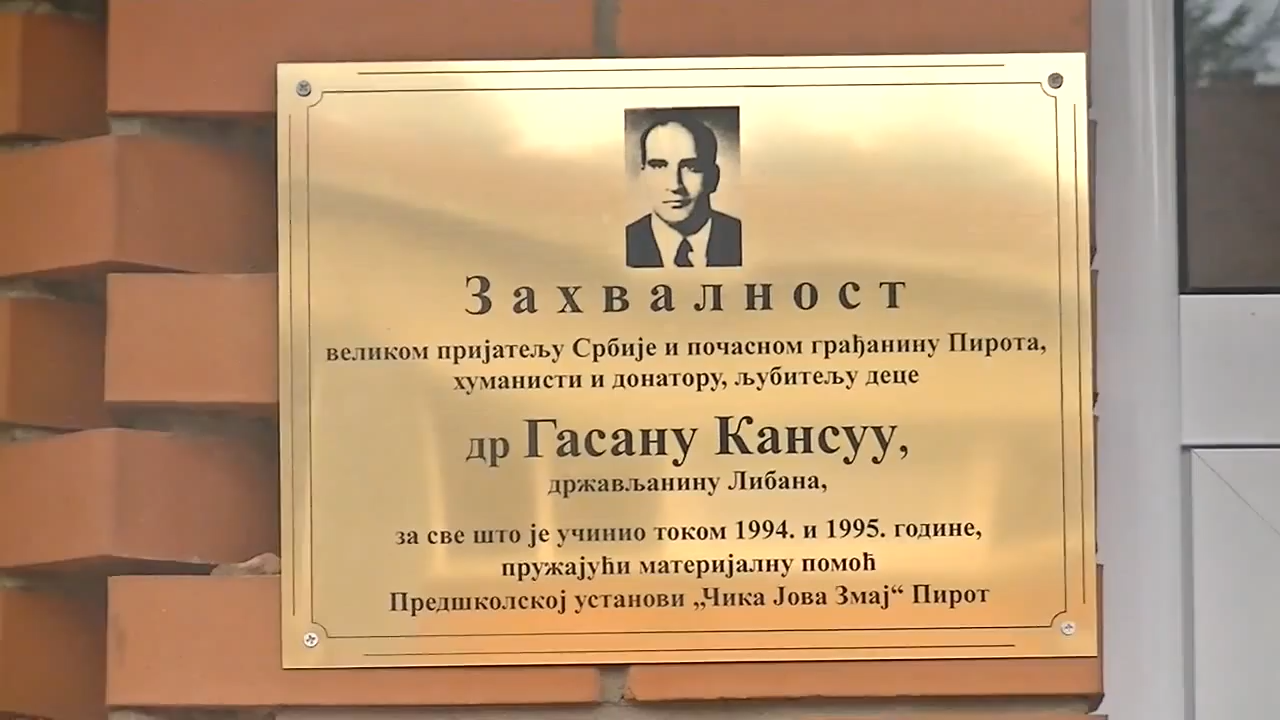 Захвалност
великом пријатељу Србије и почасном грађанину Пирота,
хуманисти и донатору, љубитељу деце
др Гасану Кансуу,
држављанину Либана,
за све што је учинио током 1994. и 1995. године,
пружајући материјалну помоћ
Предшколској установи „Чика Јова Змај“ Пирот